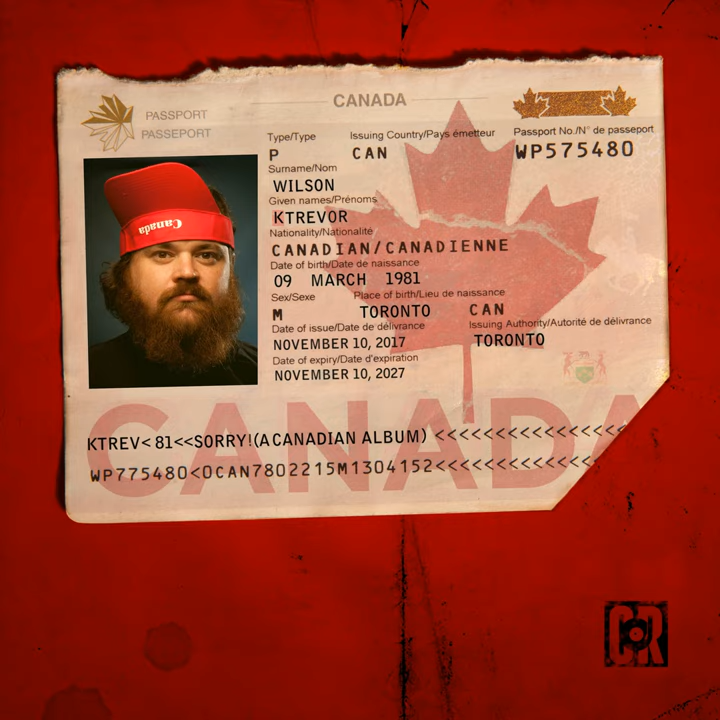 CANADA
PASSPORT
PASSEPORT
Type/Type Issuing Country/Pays émetteur Passport No./N° de passeport
P CAN WP575480
Surname/Nom
WILSON
Given names/Prénoms
KTREVOR
Nationality/Nationalité
CANADIAN/CANADIENNE
Date of birth/Date de naissance
09 MARCH 1981
Sex/Sexe Place of birth/Lieu de naissance
M TORONTO CAN
Date of issue/Date de délivrance Issuing Authority/Autorité de délivrance
NOVEMBER 10, 2017 TORONTO
Date of expiry/Date d'expiration
NOVEMBER 10, 2027
Canada
CANADA
KTREV< 81<<SORRY!(A CANADIAN ALBUM) <<<<<<<<<<<<<<<<
WP775480<0CAN7802215M1304152<<<<<<<<<<<<<
CR